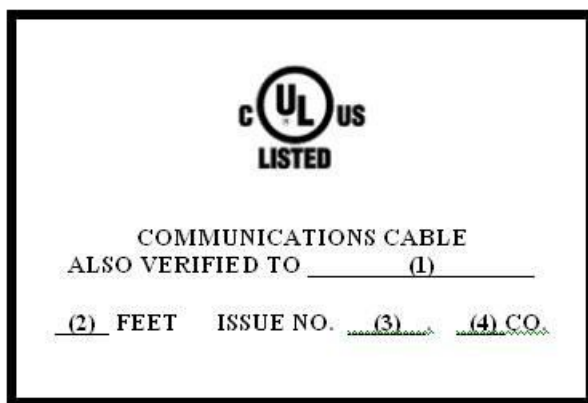 C UL US
LISTED
COMMUNICATIONS CABLE
ALSO VERIFIED TO (1)
(2) FEET ISSUE NO. (3) (4) CO.